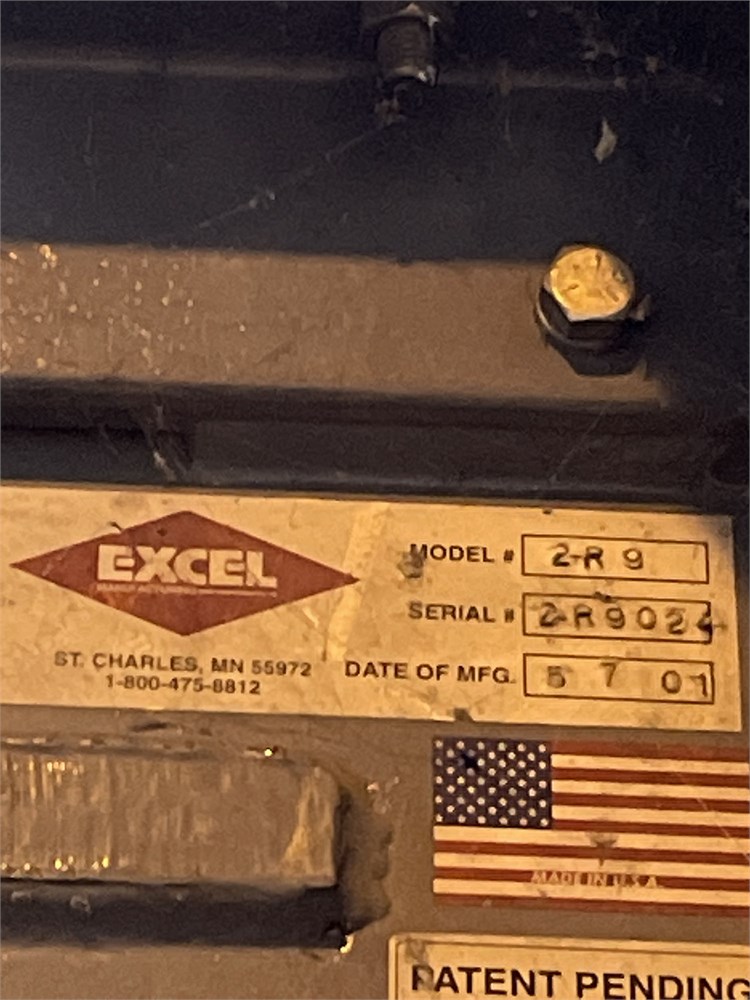 EXCEL
MODEL # 2-R 9
SERIAL # 2-R9024
ST. CHARLES, MN 55972
1-800-475-8812
DATE OF MFG. 5 7 01
MADE IN U.S.A.
PATENT PENDING